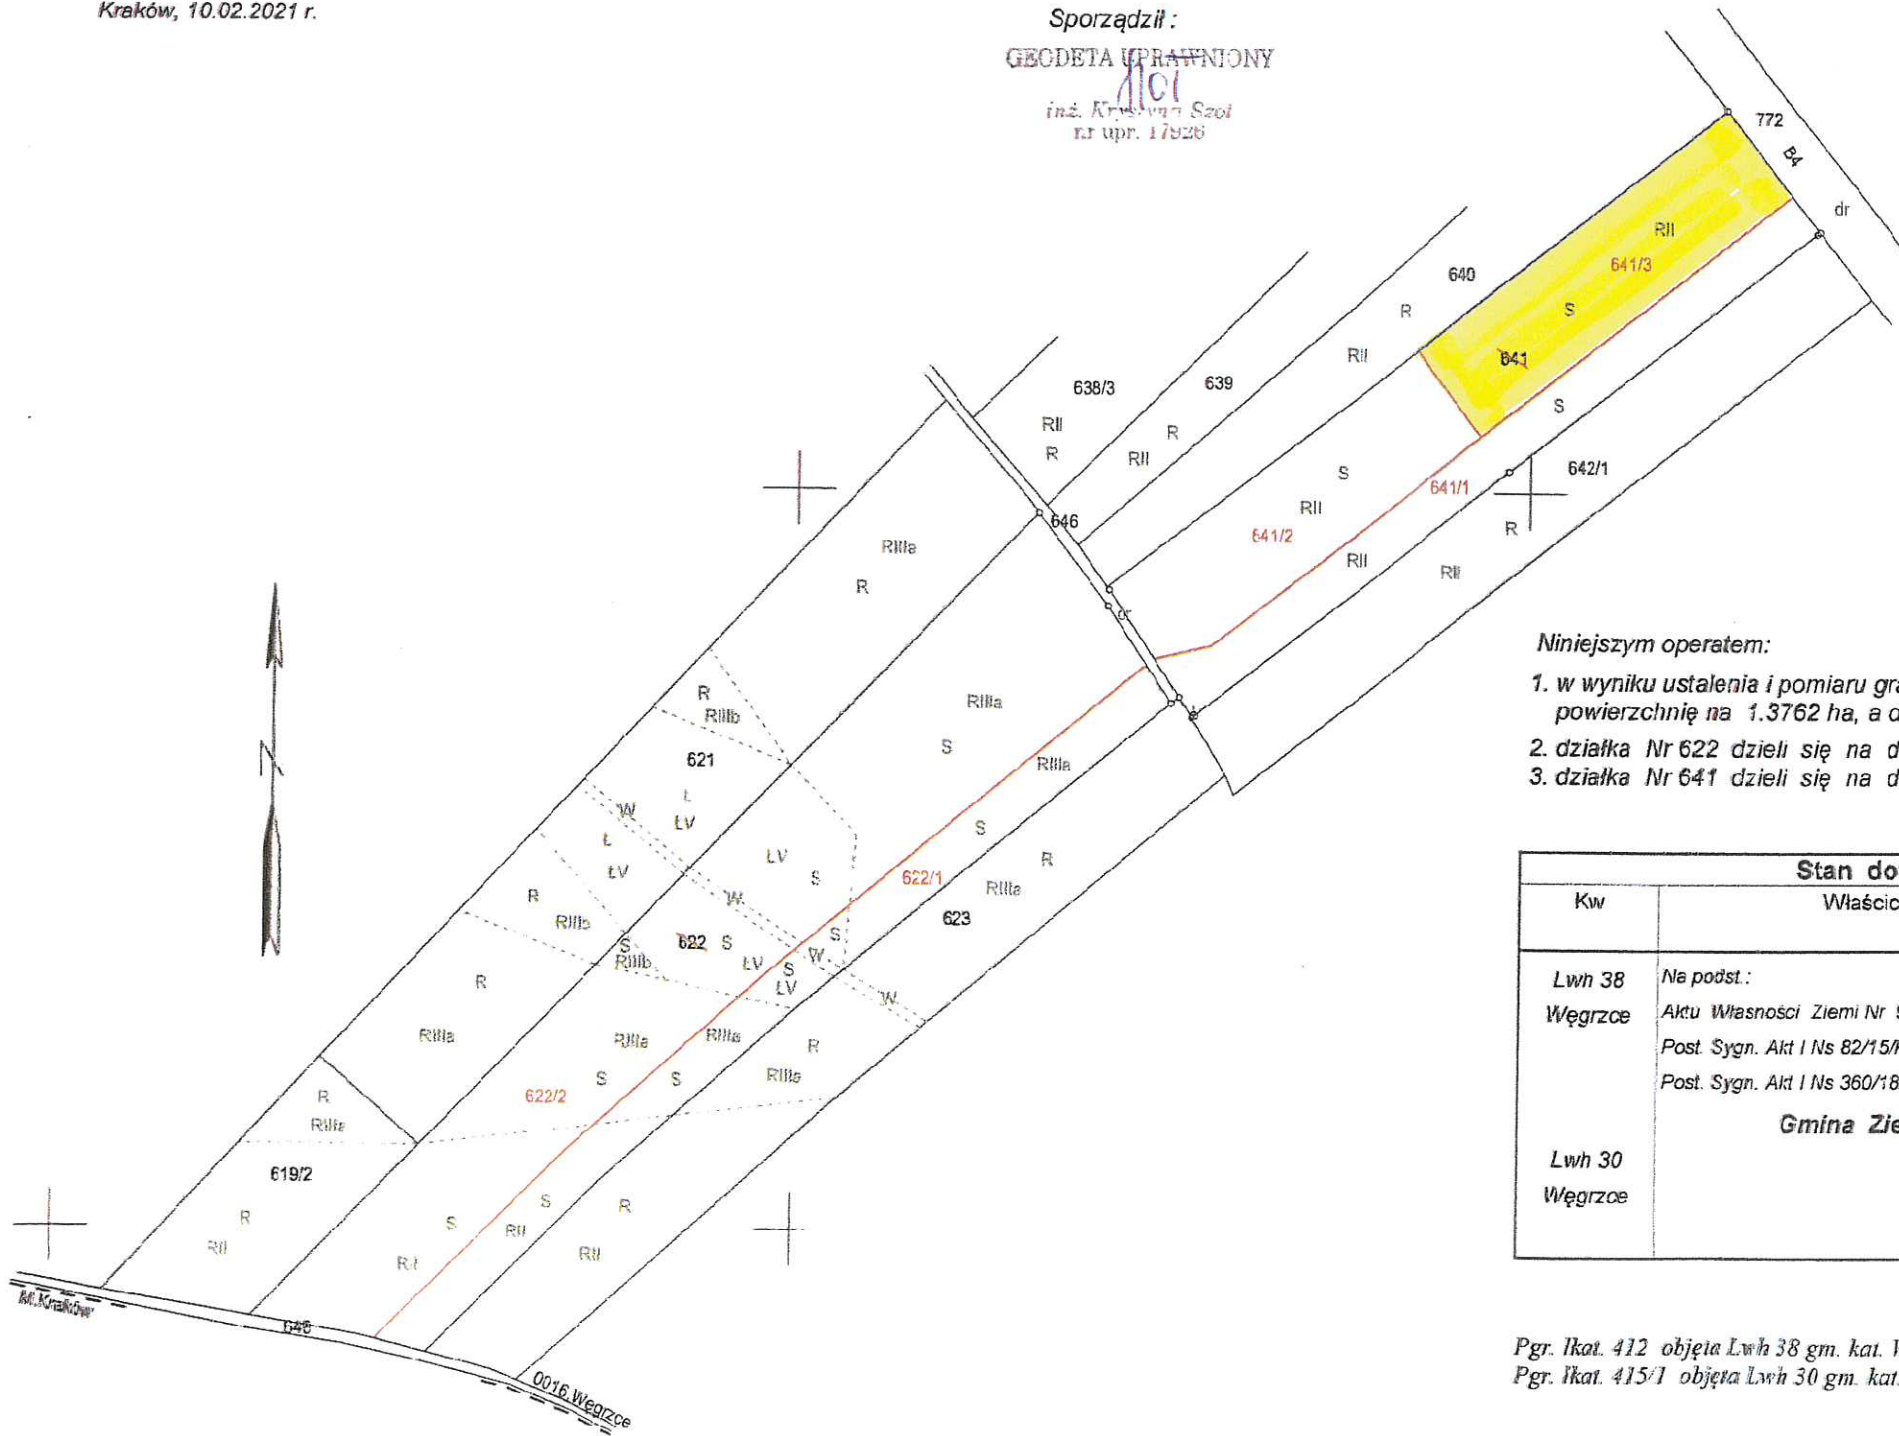 Kraków, 10.02.2021 r.
Sporządził :
GEODETA UPRAWNIONY
inż. Krystyna Szol
nr upr. 17926
772
B4
dr
RII
641/3
S
641
640
R
RII
639
R
RII
638/3
RII
R
S
642/1
641/1
R
S
RII
641/2
RII
RII
646
dr
RIIIa
R
RIIIa
S
RIIIa
S
R
RIIIa
R
RIIIb
621
Ł
ŁV
W
Ł
ŁV
ŁV
S
622/1
623
W
R
RIIIb
S
RIIIb
622
S
ŁV
S
ŁV
S
W
W
R
RIIIa
RIIIa
S
RIIIa
S
R
RIIIa
622/2
R
RIIIa
619/2
R
RII
S
S
RII
R
RII
M.Kraków
0016.Węgrzce
N
Niniejszym operatem:
1. w wyniku ustalenia i pomiaru
powierzchnię na 1.3762 ha, a
2. działka Nr 622 dzieli się na
3. działka Nr 641 dzieli się na
Stan
Kw
Lwh 38
Na podst.:
Węgrzce
Aktu Własności Ziemi Nr
Post. Sygn. Akt I Ns 82/15/
Post. Sygn. Akt I Ns 360/18
Gmina
Lwh 30
Węgrzce
Pgr. lkat. 412 objęta Lwh 38 gm. kat.
Pgr. lkat. 415/1 objęta Lwh 30 gm. kat.